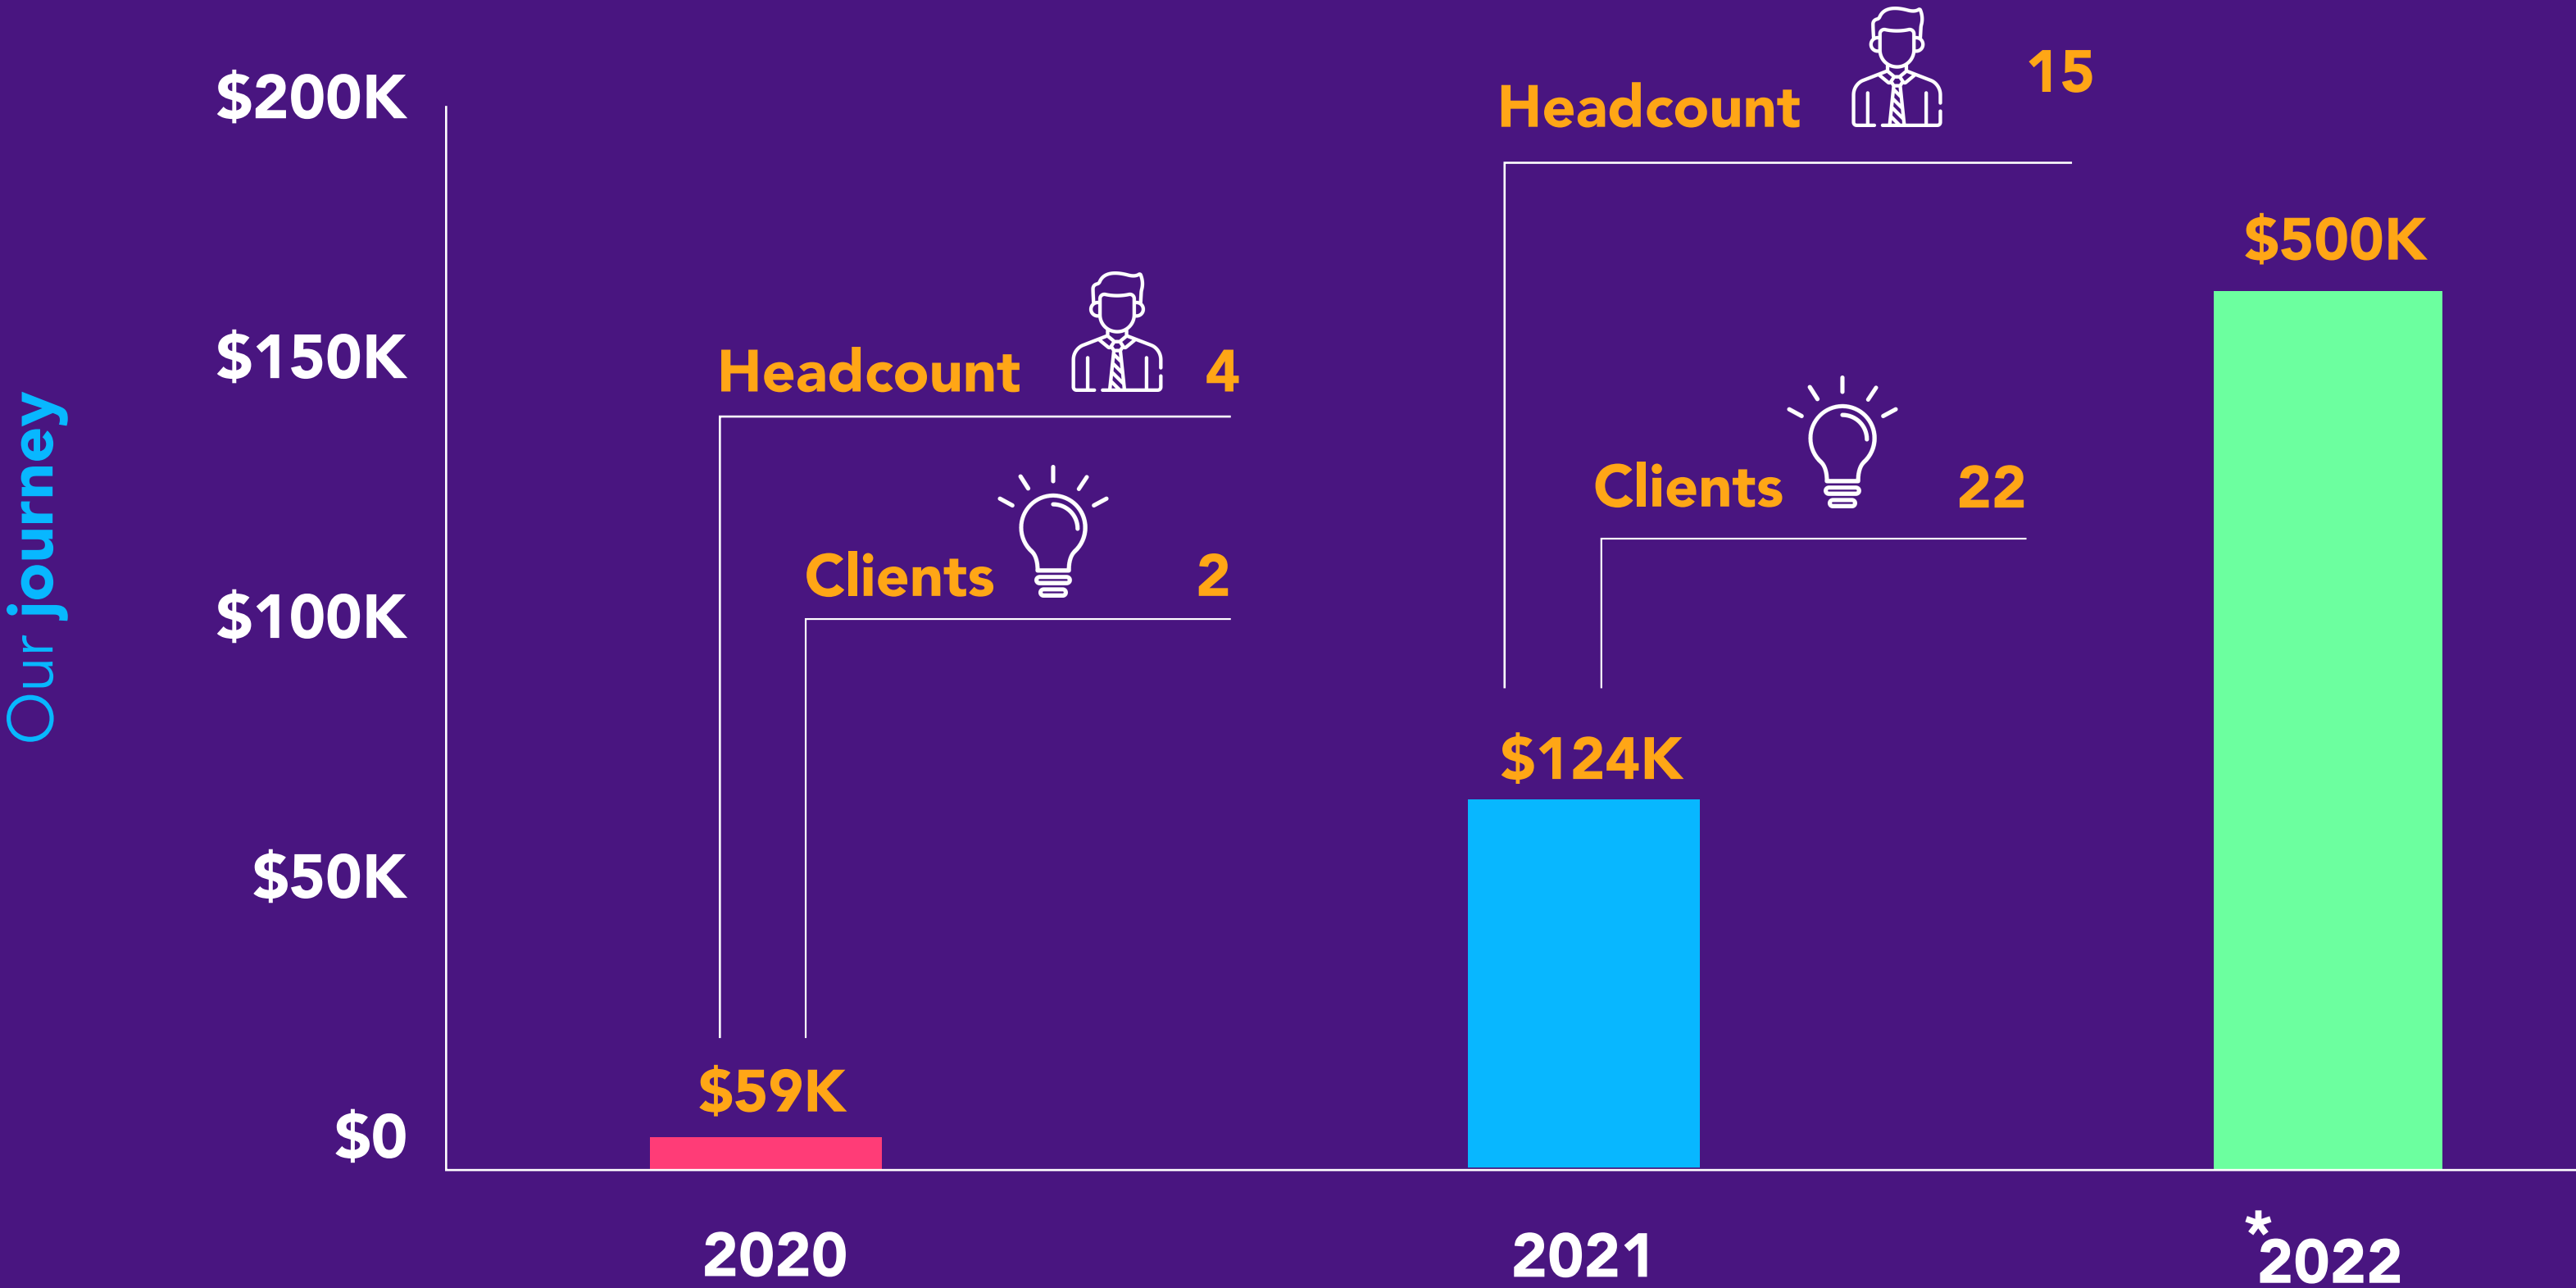 Our journey
$200K
$150K
$100K
$50K
$0
Headcount 4
Clients 2
$59K
2020
Headcount 15
Clients 22
$124K
2021
$500K
*2022